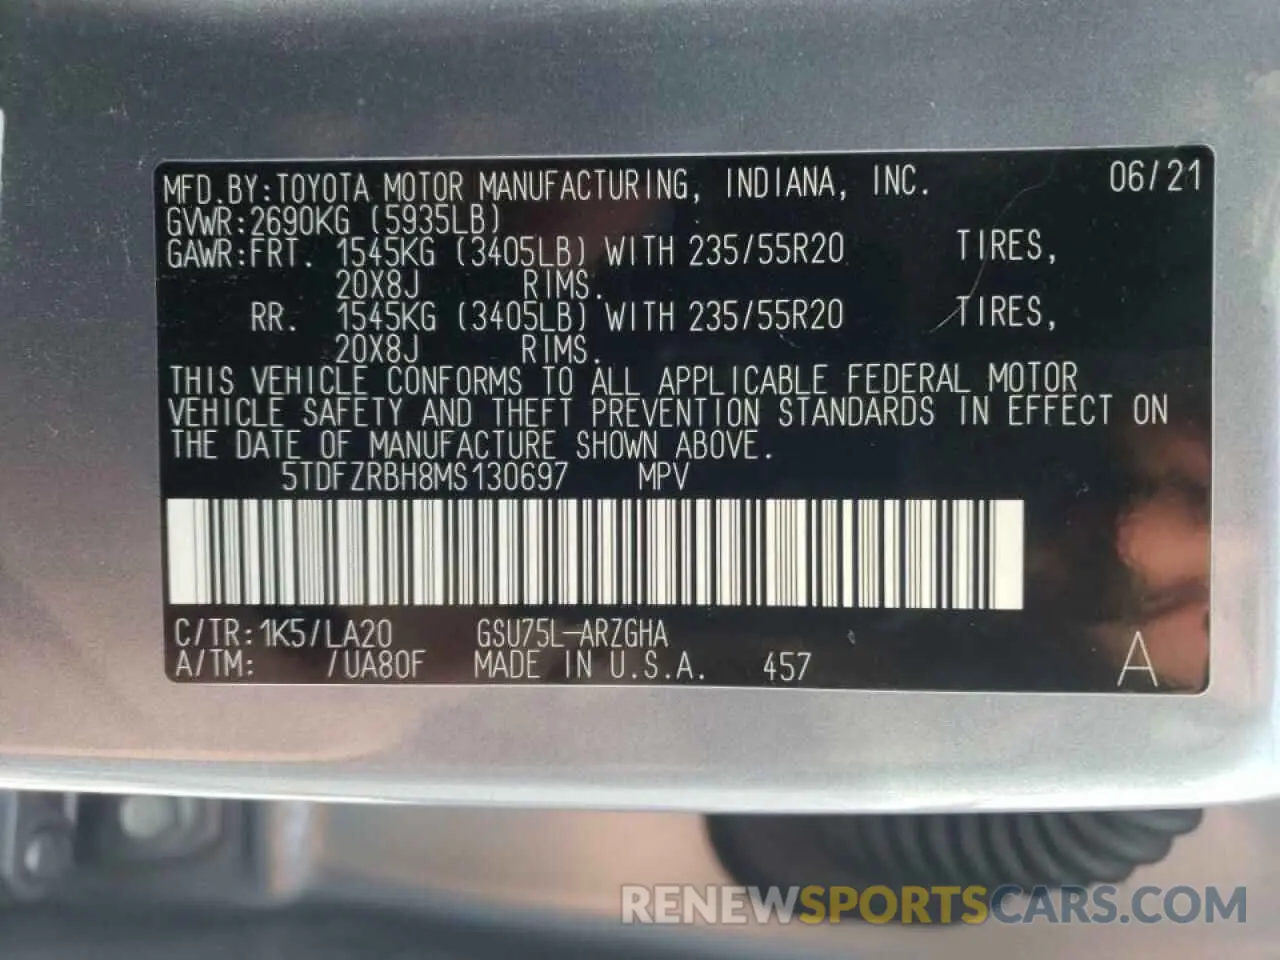 MFD.BY:TOYOTA MOTOR MANUFACTURING, INDIANA, INC. 06/21
GVWR:2690KG (5935LB)
GAWR:FRT. 1545KG (3405LB) WITH 235/55R20 TIRES,
20X8J RIMS.
RR. 1545KG (3405LB) WITH 235/55R20 TIRES,
20X8J RIMS.
THIS VEHICLE CONFORMS TO ALL APPLICABLE FEDERAL MOTOR
VEHICLE SAFETY AND THEFT PREVENTION STANDARDS IN EFFECT ON
THE DATE OF MANUFACTURE SHOWN ABOVE.
5TDFZRBH8MS130697 MPV
C/TR:1K5/LA20 GSU75L-ARZGHA
A/TM: /UA80F MADE IN U.S.A. 457 A
RENEWSPORTSCARS.COM